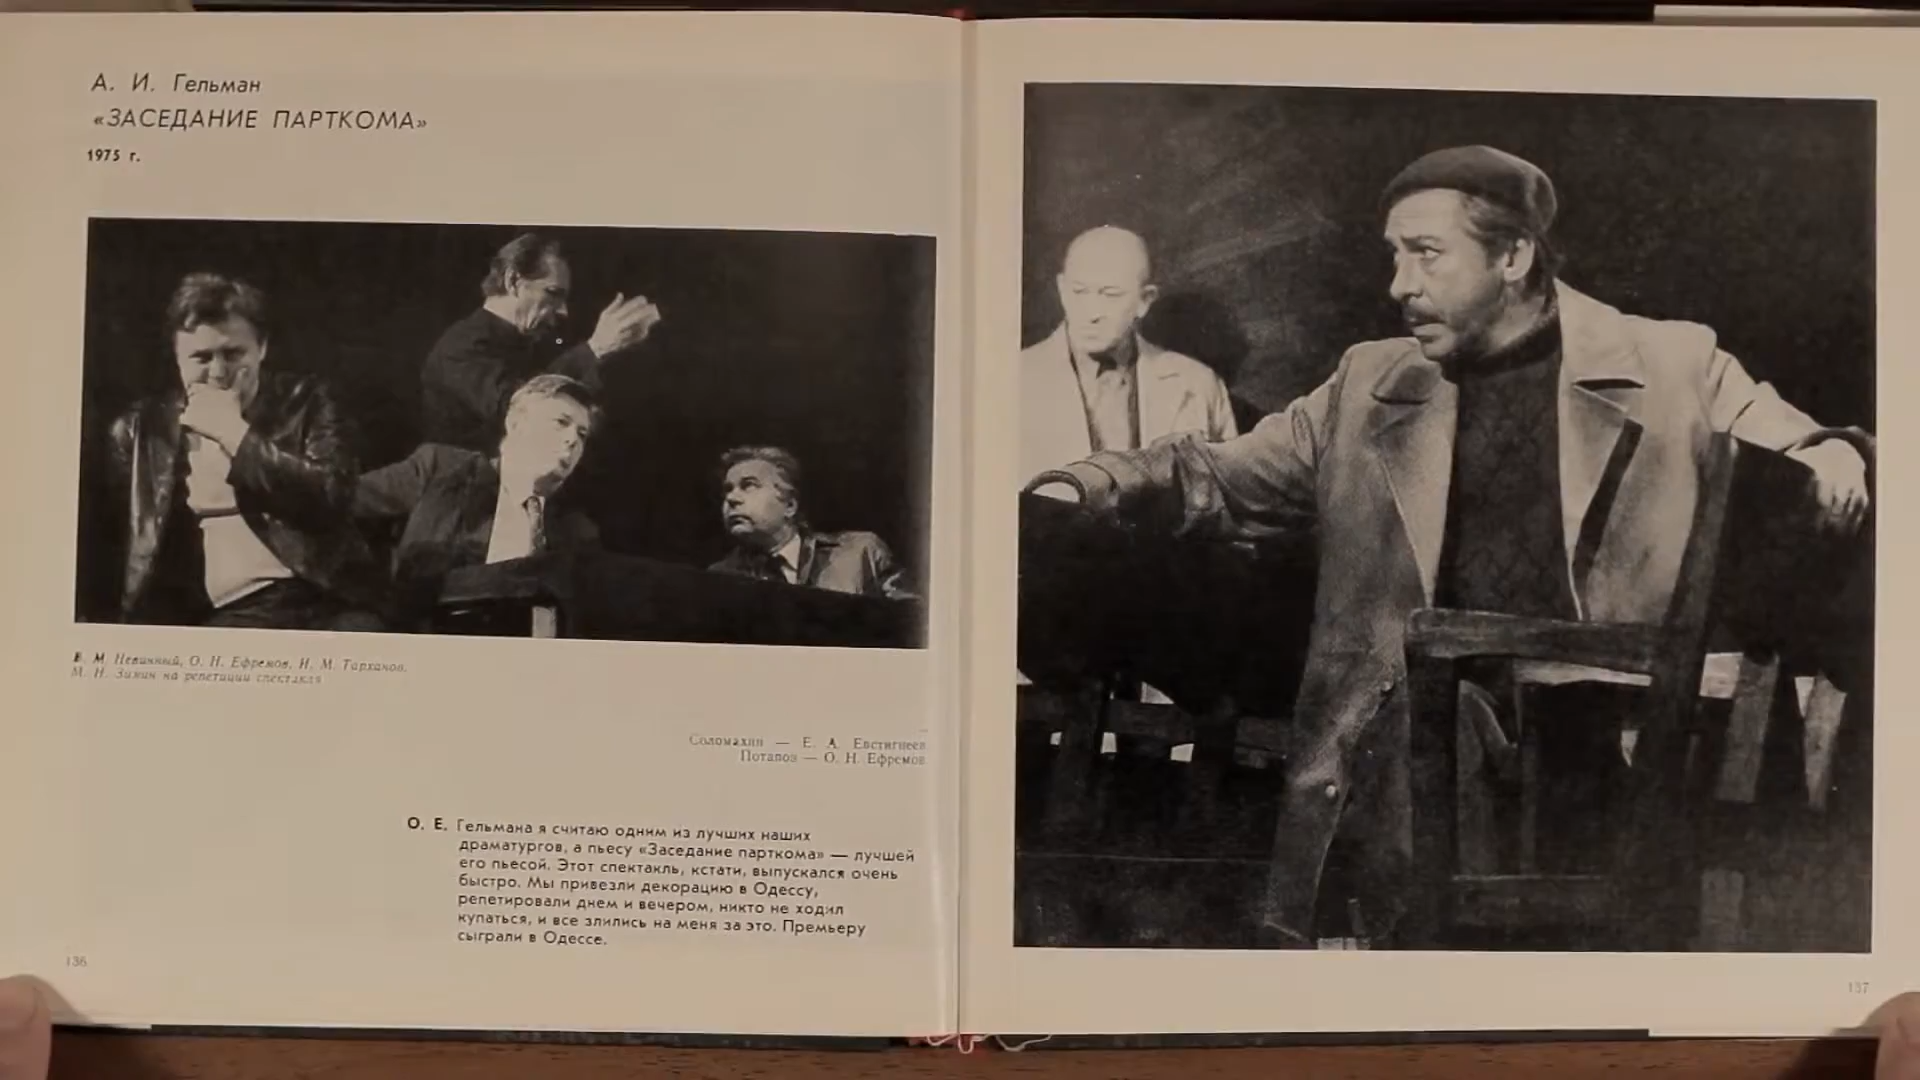 А. И. Гельман
«ЗАСЕДАНИЕ ПАРТКОМА»
1975 г.
В. М. Невинный, О. Н. Ефремов, И. М. Тарханов,
М. Н. Зимин на репетиции спектакля
Соломахин — Е. А. Евстигнеев
Потапов — О. Н. Ефремов
О. Е. Гельмана я считаю одним из лучших наших
драматургов, а пьесу «Заседание парткома» — лучшей
его пьесой. Этот спектакль, кстати, выпускался очень
быстро. Мы привезли декорацию в Одессу,
репетировали днем и вечером, никто не ходил
купаться, и все злились на меня за это. Премьеру
сыграли в Одессе.
136
137